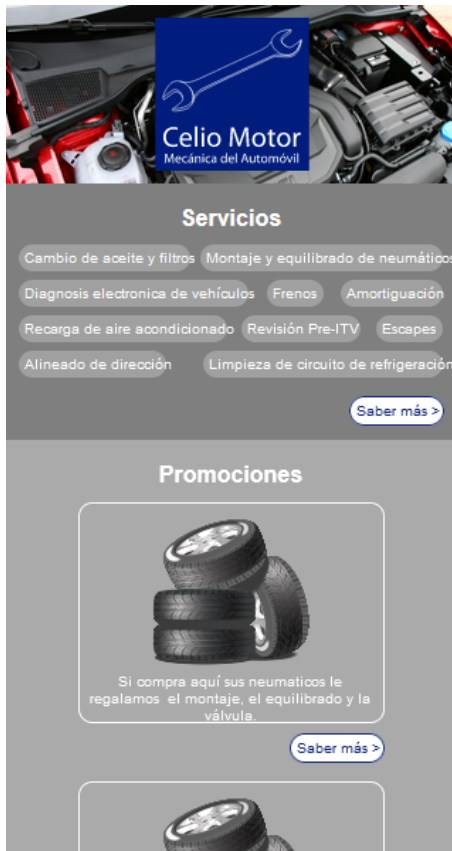 Celio Motor
Mecánica del Automóvil
Servicios
Cambio de aceite y filtros
Montaje y equilibrado de neumáticos
Diagnosis electronica de vehículos
Frenos
Amortiguación
Recarga de aire acondicionado
Revisión Pre-ITV
Escapes
Alineado de dirección
Limpieza de circuito de refrigeración
Saber más >
Promociones
Si compra aquí sus neumaticos le
regalamos el montaje, el equilibrado y la
válvula.
Saber más >